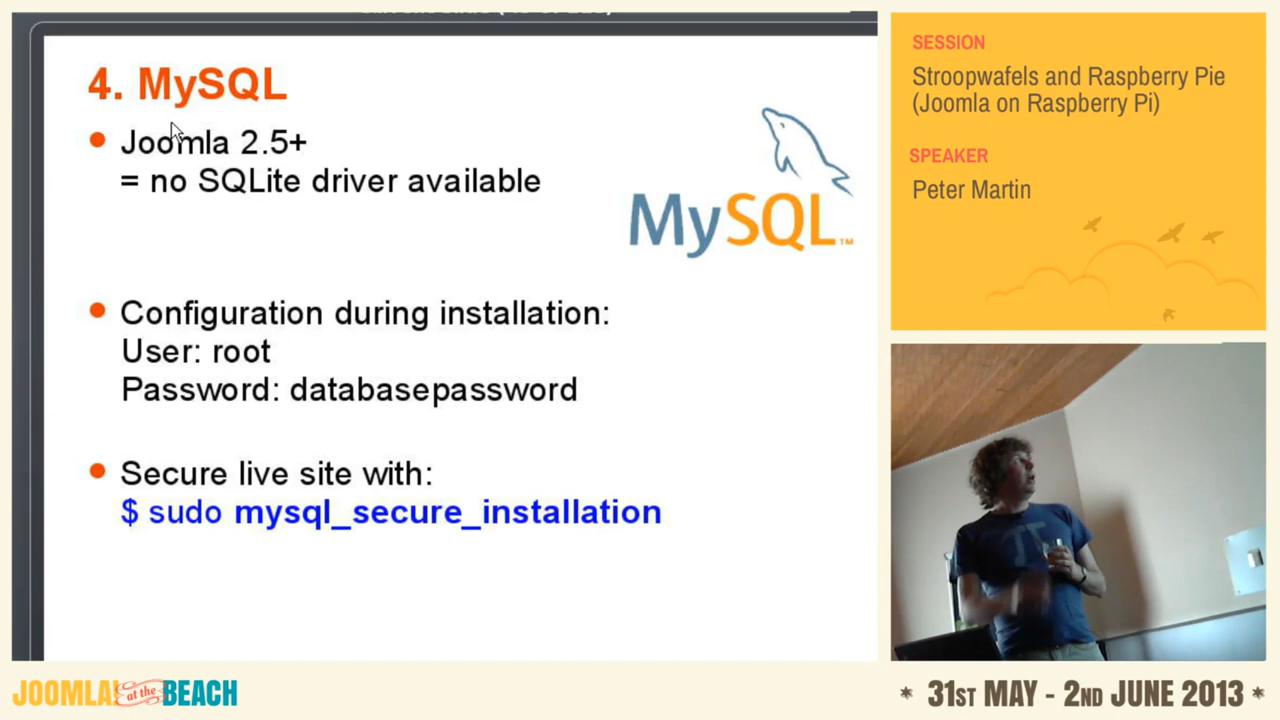 4. MySQL
Joomla 2.5+
= no SQLite driver available
MySQL™
Configuration during installation:
User: root
Password: databasepassword
Secure live site with:
$ sudo mysql_secure_installation
SESSION
Stroopwafels and Raspberry Pie
(Joomla on Raspberry Pi)
SPEAKER
Peter Martin
JOOMLA! at the BEACH
* 31ST MAY - 2ND JUNE 2013 *